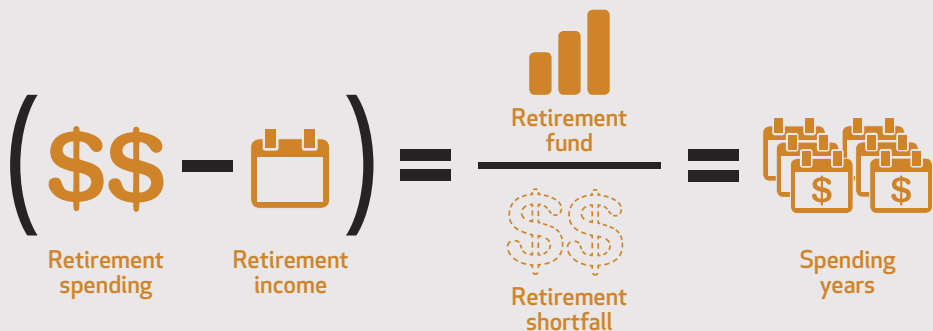 ( $$ – ) = =
Retirement
fund
$$
$ $
Retirement
spending
Retirement
income
Retirement
shortfall
Spending
years